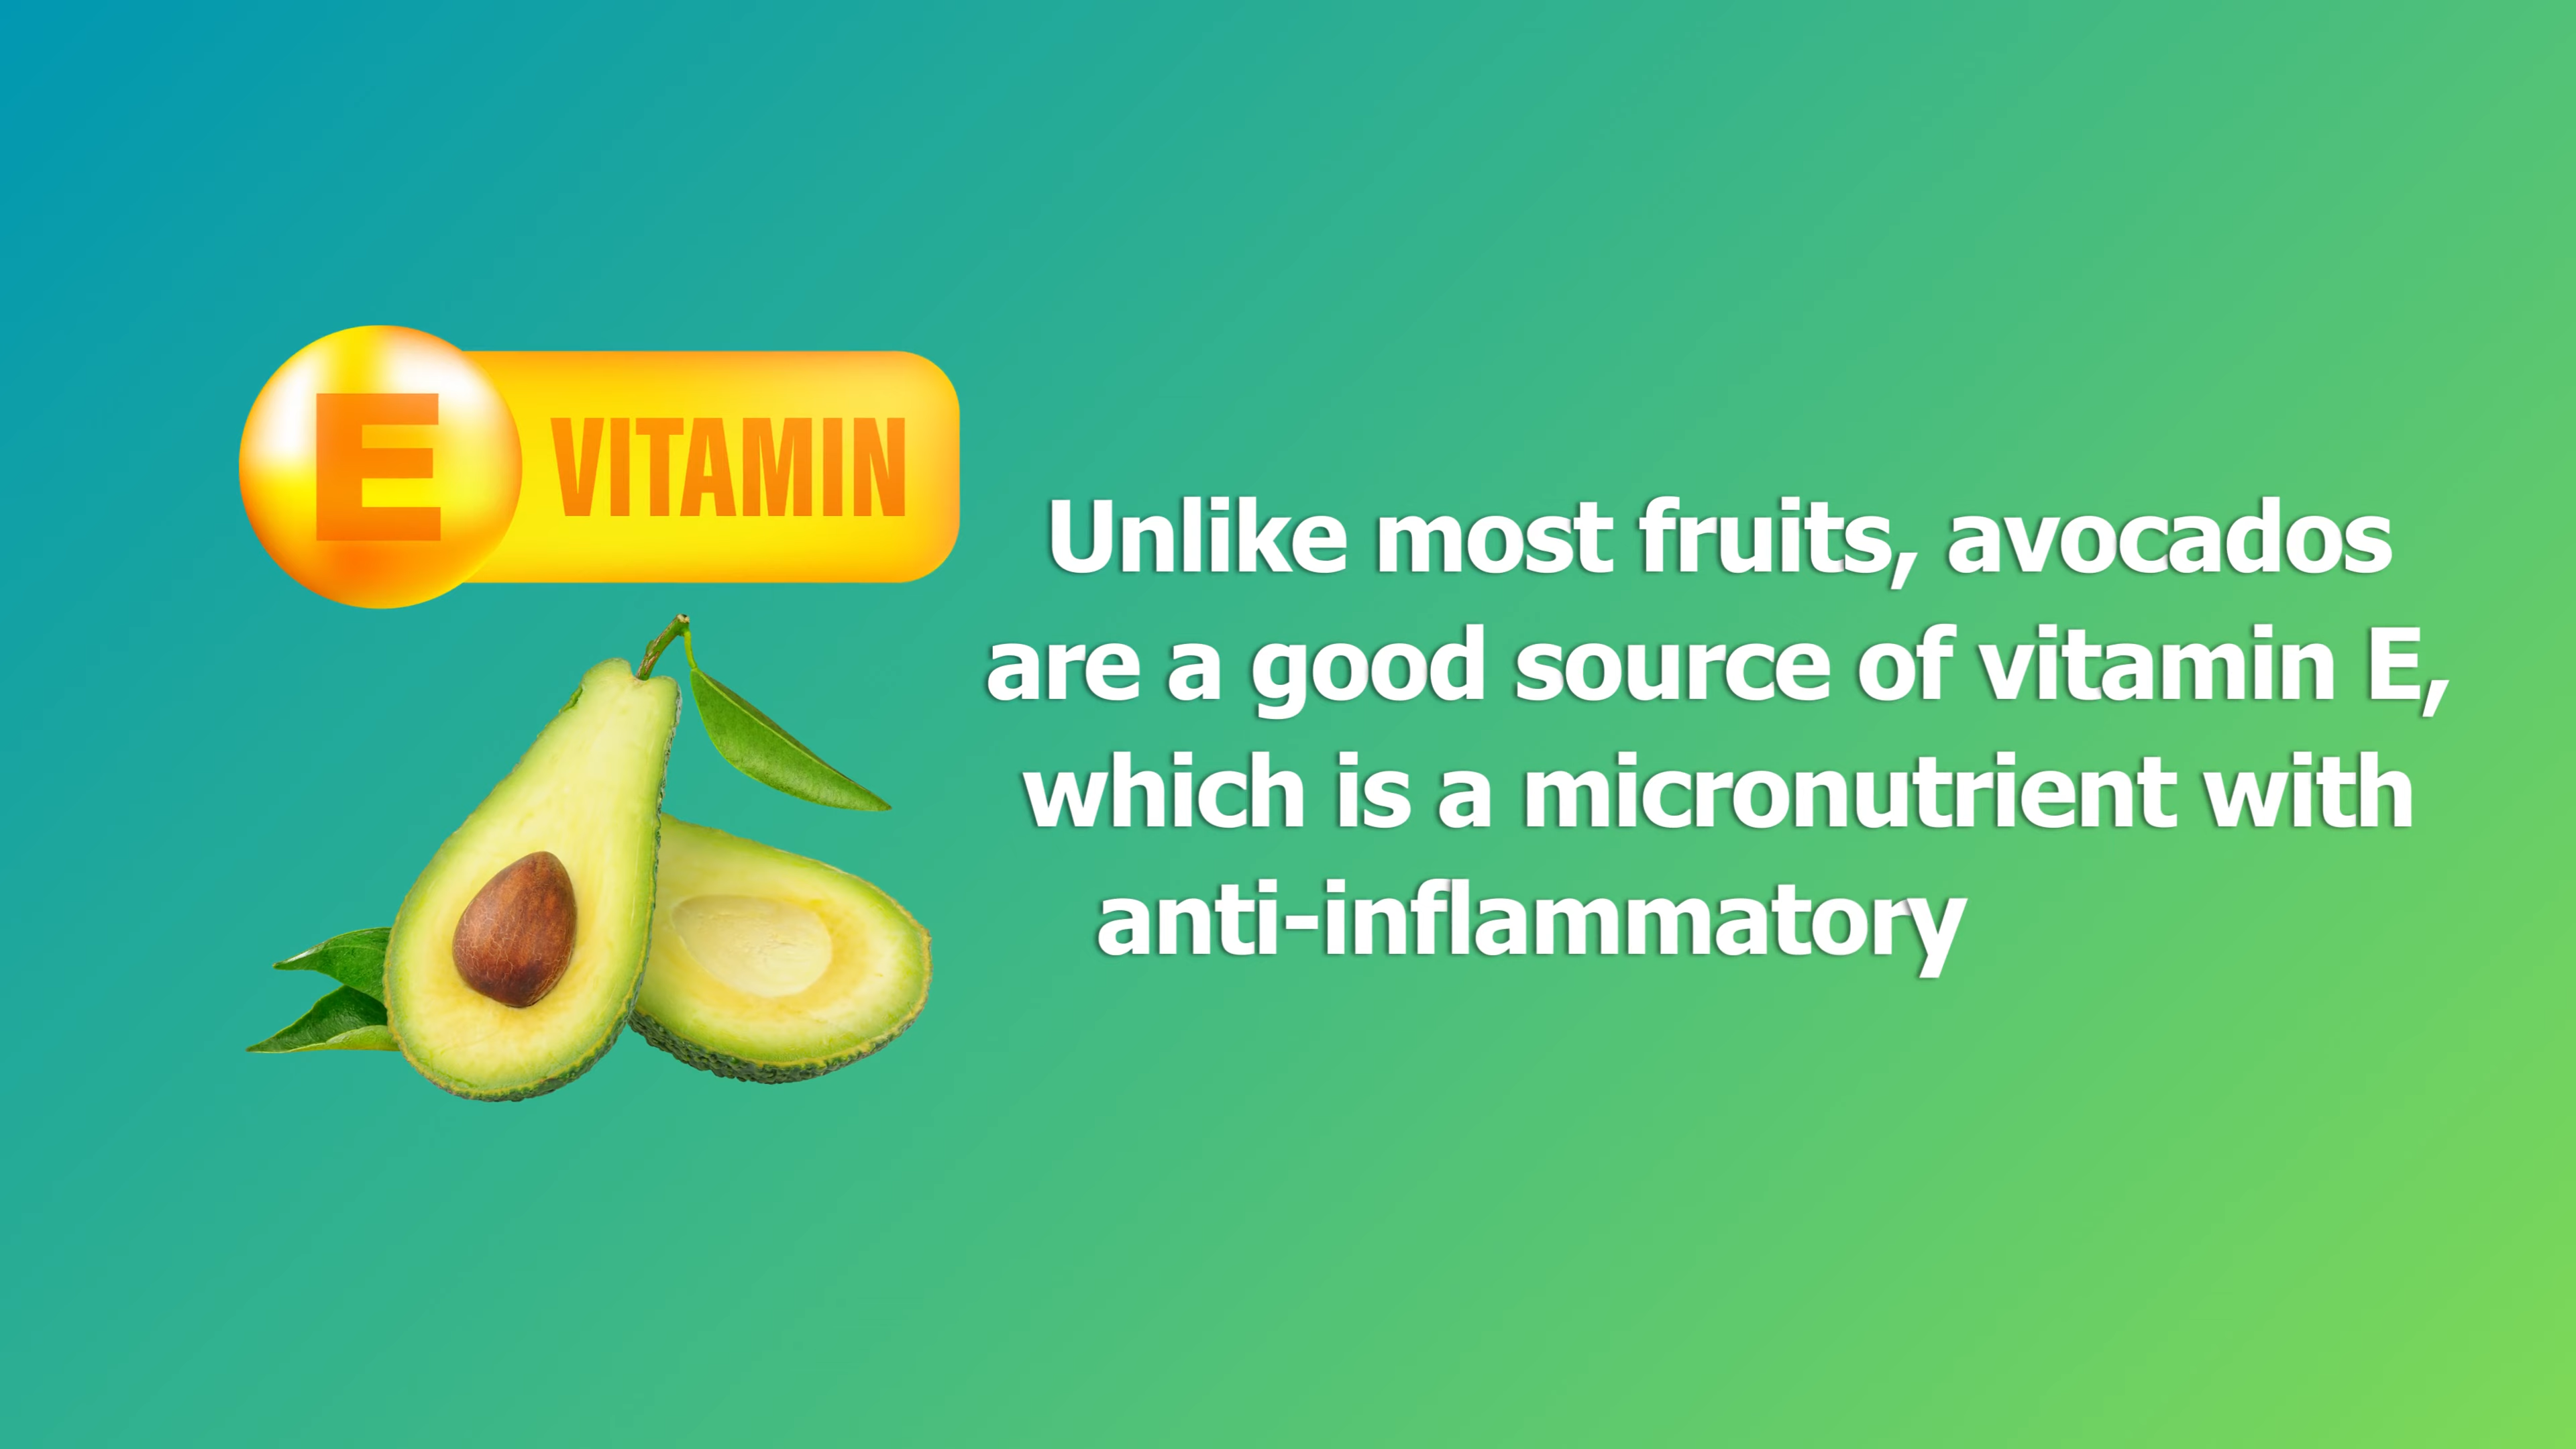 E VITAMIN
Unlike most fruits, avocados
are a good source of vitamin E,
which is a micronutrient with
anti-inflammatory